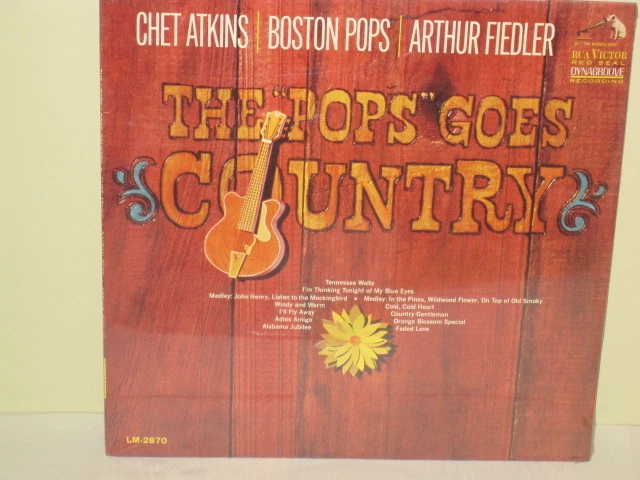 CHET ATKINS | BOSTON POPS | ARTHUR FIEDLER
RCA VICTOR
RED SEAL
DYNAGROOVE
RECORDING
THE "POPS" GOES
COUNTRY
Tennessee Waltz
I'm Thinking Tonight of My Blue Eyes
Medley: John Henry, Listen to the Mockingbird • Medley: In the Pines, Wildwood Flower, On Top of Old Smoky
Windy and Warm Cold, Cold Heart
I'll Fly Away Country Gentleman
Adios Amigo Orange Blossom Special
Alabama Jubilee Faded Love
LM-2870